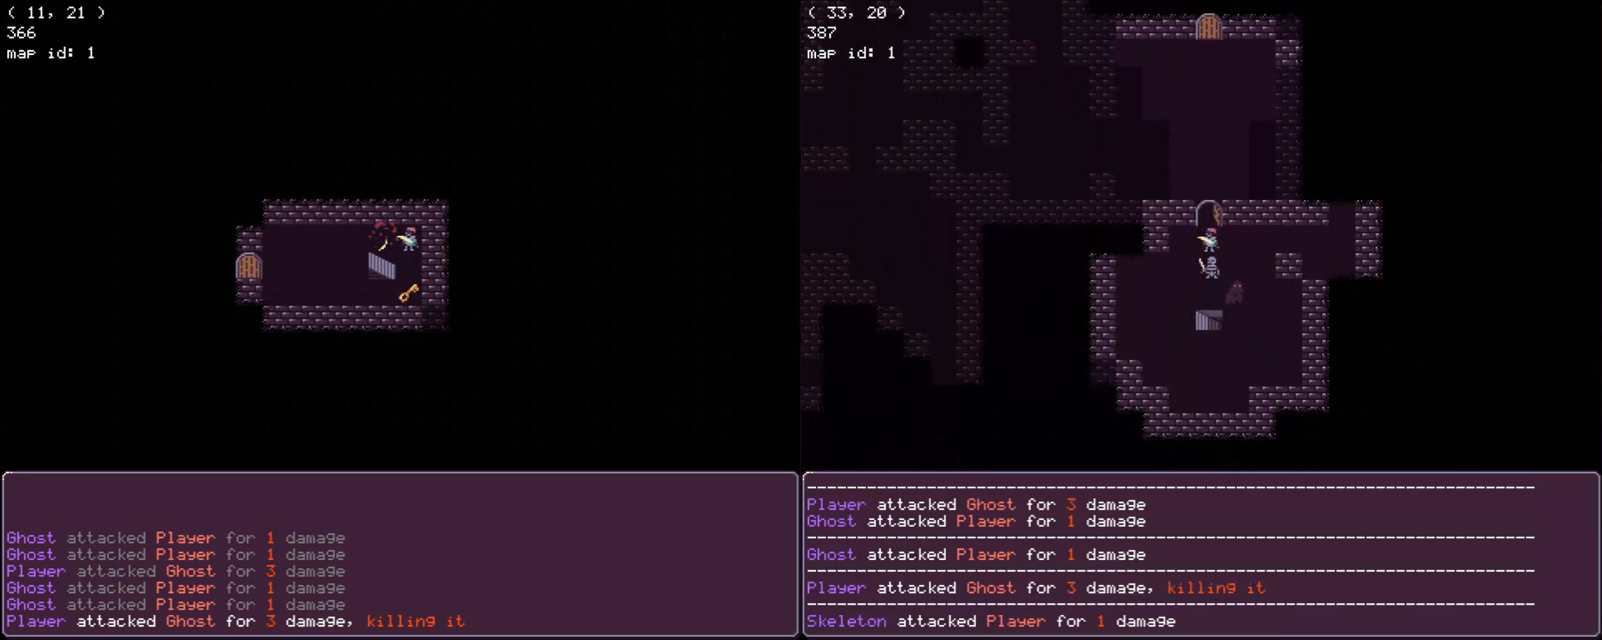 ( 11, 21 )
366
map id: 1
Ghost attacked Player for 1 damage
Ghost attacked Player for 1 damage
Player attacked Ghost for 3 damage
Ghost attacked Player for 1 damage
Ghost attacked Player for 1 damage
Player attacked Ghost for 3 damage, killing it
( 33, 20 )
387
map id: 1
Player attacked Ghost for 3 damage
Ghost attacked Player for 1 damage
Ghost attacked Player for 1 damage
Player attacked Ghost for 3 damage, killing it
Skeleton attacked Player for 1 damage